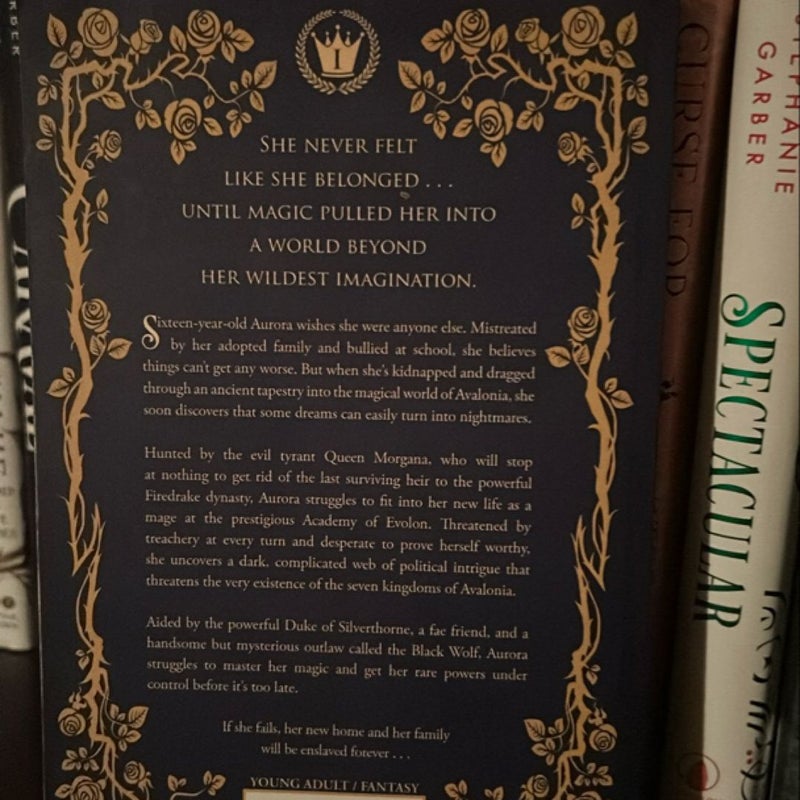 I
SHE NEVER FELT
LIKE SHE BELONGED . . .
UNTIL MAGIC PULLED HER INTO
A WORLD BEYOND
HER WILDEST IMAGINATION.
Sixteen-year-old Aurora wishes she were anyone else. Mistreated
by her adopted family and bullied at school, she believes
things can't get any worse. But when she's kidnapped and dragged
through an ancient tapestry into the magical world of Avalonia, she
soon discovers that some dreams can easily turn into nightmares.
Hunted by the evil tyrant Queen Morgana, who will stop
at nothing to get rid of the last surviving heir to the powerful
Firedrake dynasty, Aurora struggles to fit into her new life as a
mage at the prestigious Academy of Evolon. Threatened by
treachery at every turn and desperate to prove herself worthy,
she uncovers a dark, complicated web of political intrigue that
threatens the very existence of the seven kingdoms of Avalonia.
Aided by the powerful Duke of Silverthorne, a fae friend, and a
handsome but mysterious outlaw called the Black Wolf, Aurora
struggles to master her magic and get her rare powers under
control before it's too late.
If she fails, her new home and her family
will be enslaved forever . . .
YOUNG ADULT / FANTASY
CURSE FOR
STEPHANIE
GARBER
SPECTACULAR